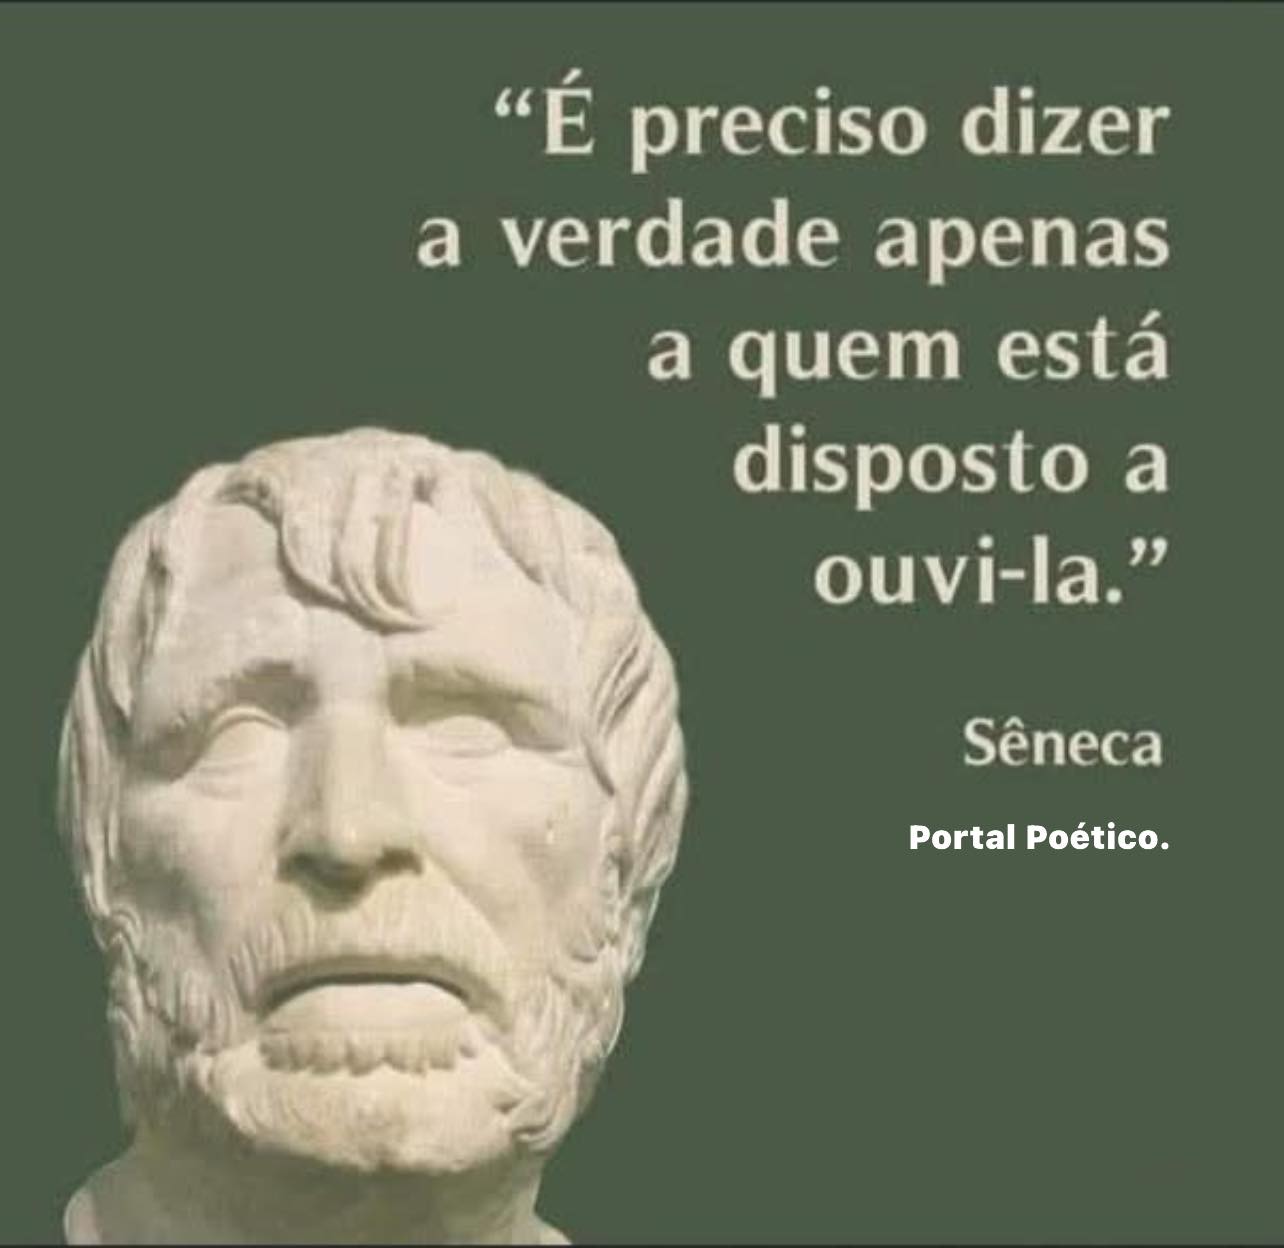 “É preciso dizer
a verdade apenas
a quem está
disposto a
ouvi-la.”
Sêneca
Portal Poético.